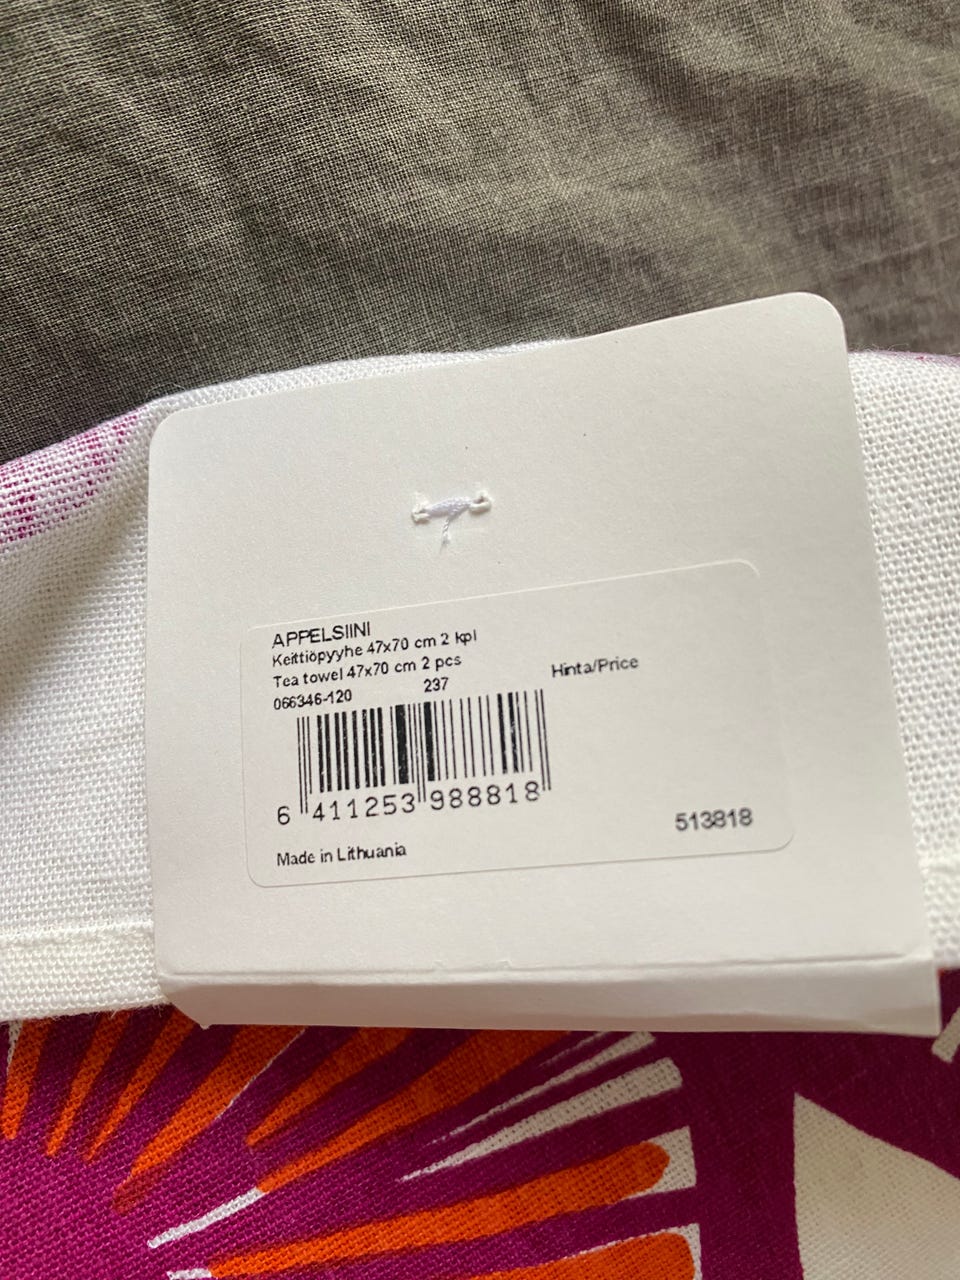 APPELSIINI
Keittiöpyyhe 47x70 cm 2 kpl
Tea towel 47x70 cm 2 pcs
066346-120 237 Hinta/Price
6 411253 988818
513818
Made in Lithuania